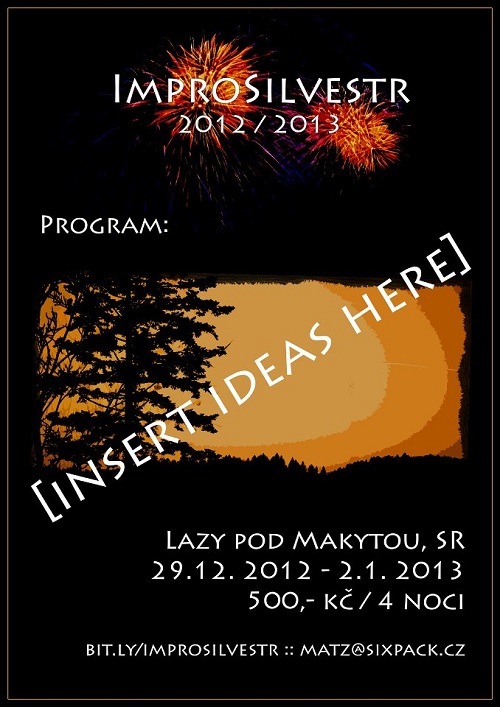 ImproSilvestr
2012 / 2013
Program:
[insert ideas here]
Lazy pod Makytou, SR
29.12. 2012 - 2.1. 2013
500,- kč / 4 noci
bit.ly/improsilvestr :: matz@sixpack.cz